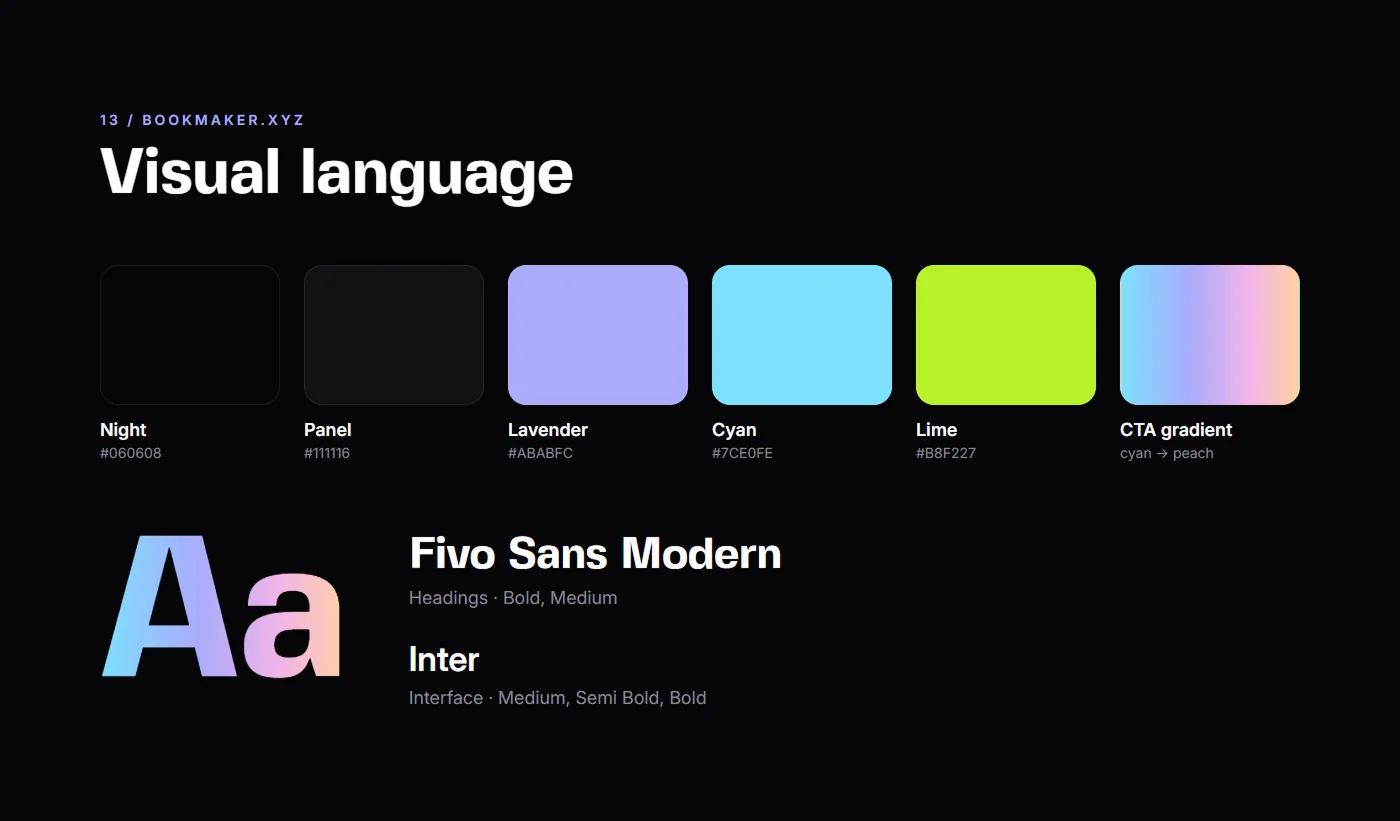 13 / BOOKMAKER.XYZ
Visual language
Night
#060608
Panel
#111116
Lavender
#ABABFC
Cyan
#7CE0FE
Lime
#B8F227
CTA gradient
cyan → peach
Aa
Fivo Sans Modern
Headings · Bold, Medium
Inter
Interface · Medium, Semi Bold, Bold